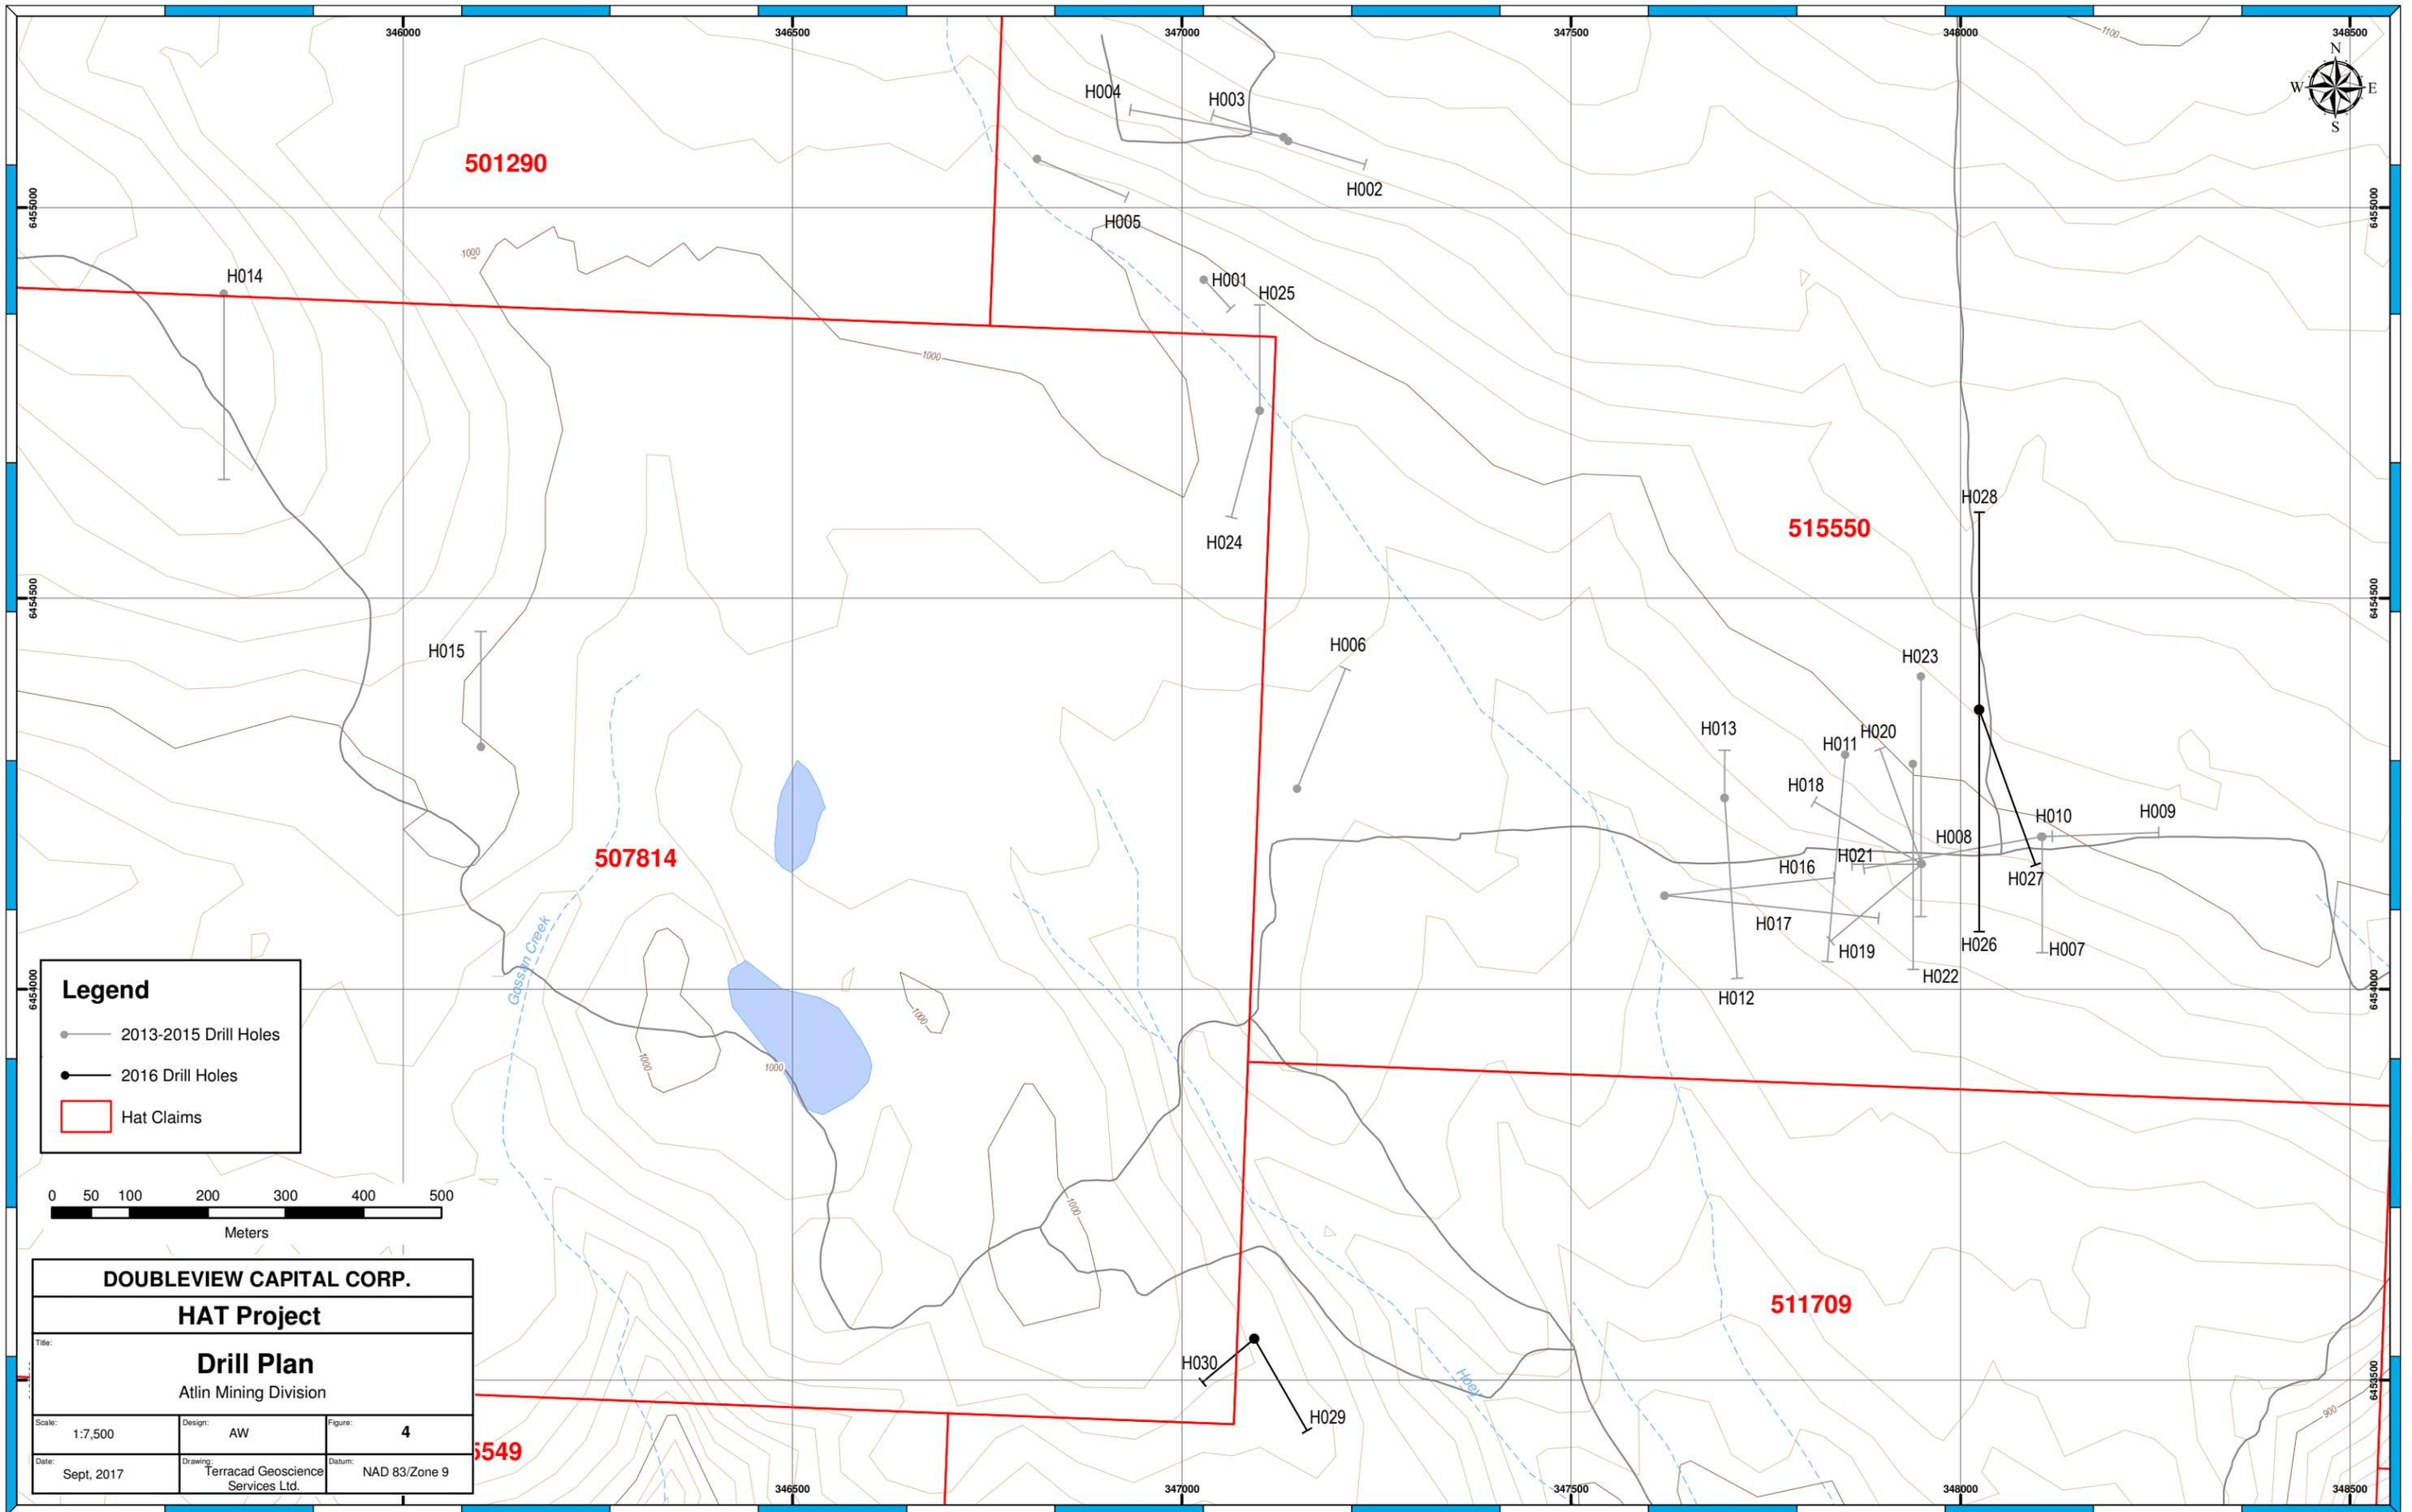 346000 346500 347000 347500 348000 348500
1100
N
W E
S
H004
H003
501290
H002
6455000 6455000
H005
1000
H014
H001
H025
1000
H028
515550
H024
6454500 6454500
H015
H006
H023
H013
H020
H011
H018
H009
H010
H008
507814
H021
H016
H027
H017
Gossan Creek
H026
H019
H007
H022
6454000 6454000
H012
1000
1000
1000
1000
Legend
2013-2015 Drill Holes
2016 Drill Holes
Hat Claims
0 50 100 200 300 400 500
Meters
511709
H030
Hoey
6453500
H029
900
5549
DOUBLEVIEW CAPITAL CORP.
HAT Project
Title:
Drill Plan
Atlin Mining Division
Scale: 1:7,500 Design: AW Figure: 4
Date: Sept, 2017 Drawing: Terracad Geoscience Services Ltd. Datum: NAD 83/Zone 9
346500 347000 347500 348000 348500